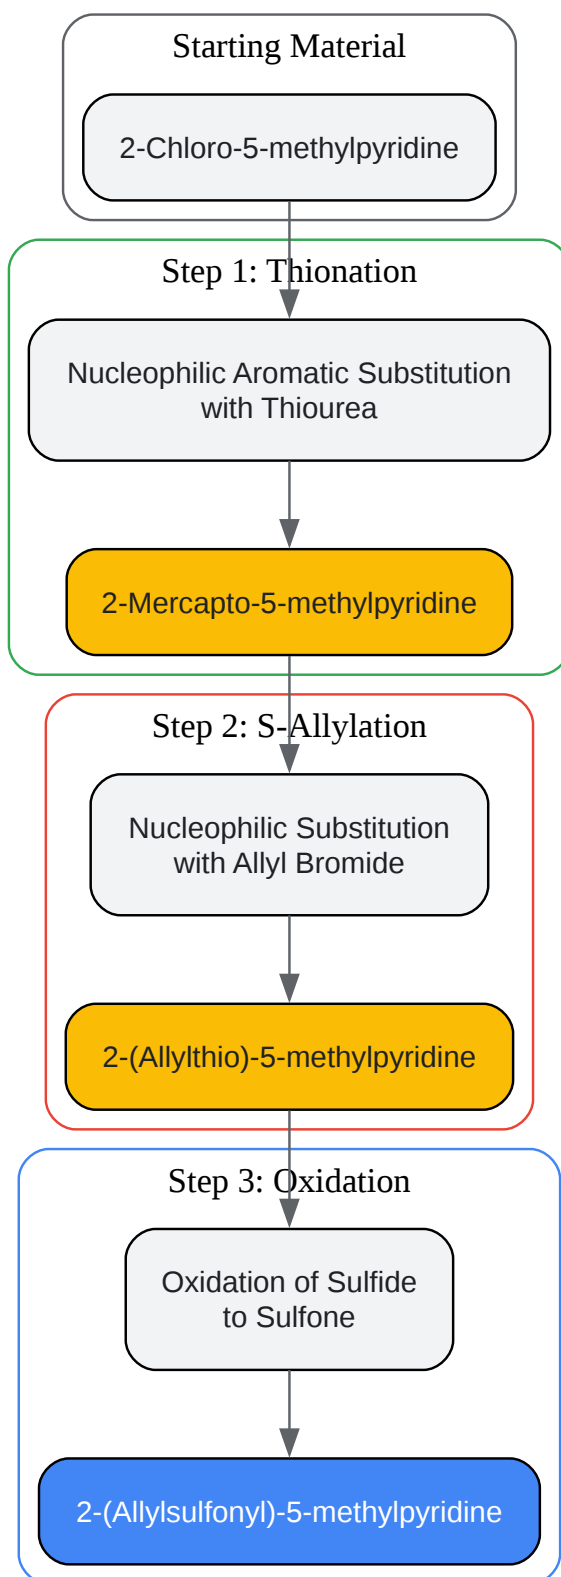 Starting Material
2-Chloro-5-methylpyridine
Step 1: Thionation
Nucleophilic Aromatic Substitution
with Thiourea
2-Mercapto-5-methylpyridine
Step 2: S-Allylation
Nucleophilic Substitution
with Allyl Bromide
2-(Allylthio)-5-methylpyridine
Step 3: Oxidation
Oxidation of Sulfide
to Sulfone
2-(Allylsulfonyl)-5-methylpyridine